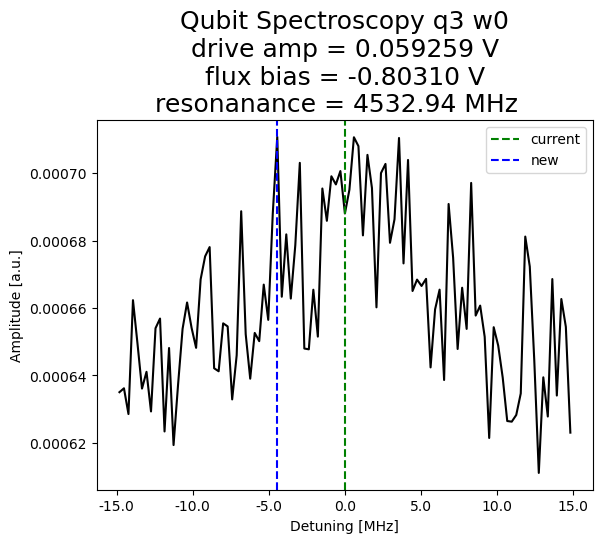 Qubit Spectroscopy q3 w0
drive amp = 0.059259 V
flux bias = -0.80310 V
resonanance = 4532.94 MHz
current
new
0.00070
0.00068
0.00066
0.00064
0.00062
Amplitude [a.u.]
-15.0 -10.0 -5.0 0.0 5.0 10.0 15.0
Detuning [MHz]